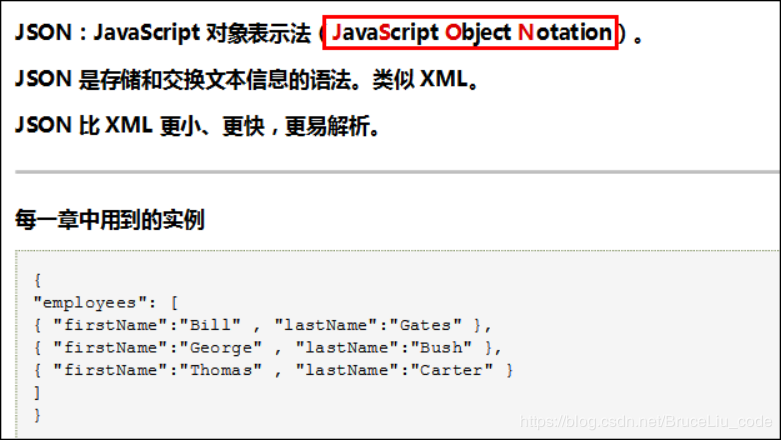 JSON：JavaScript 对象表示法（JavaScript Object Notation）。
JSON 是存储和交换文本信息的语法。类似 XML。
JSON 比 XML 更小、更快，更易解析。
每一章中用到的实例
{
"employees": [
{ "firstName":"Bill" , "lastName":"Gates" },
{ "firstName":"George" , "lastName":"Bush" },
{ "firstName":"Thomas" , "lastName":"Carter" }
]
}
https://blog.csdn.net/BruceLiu_code